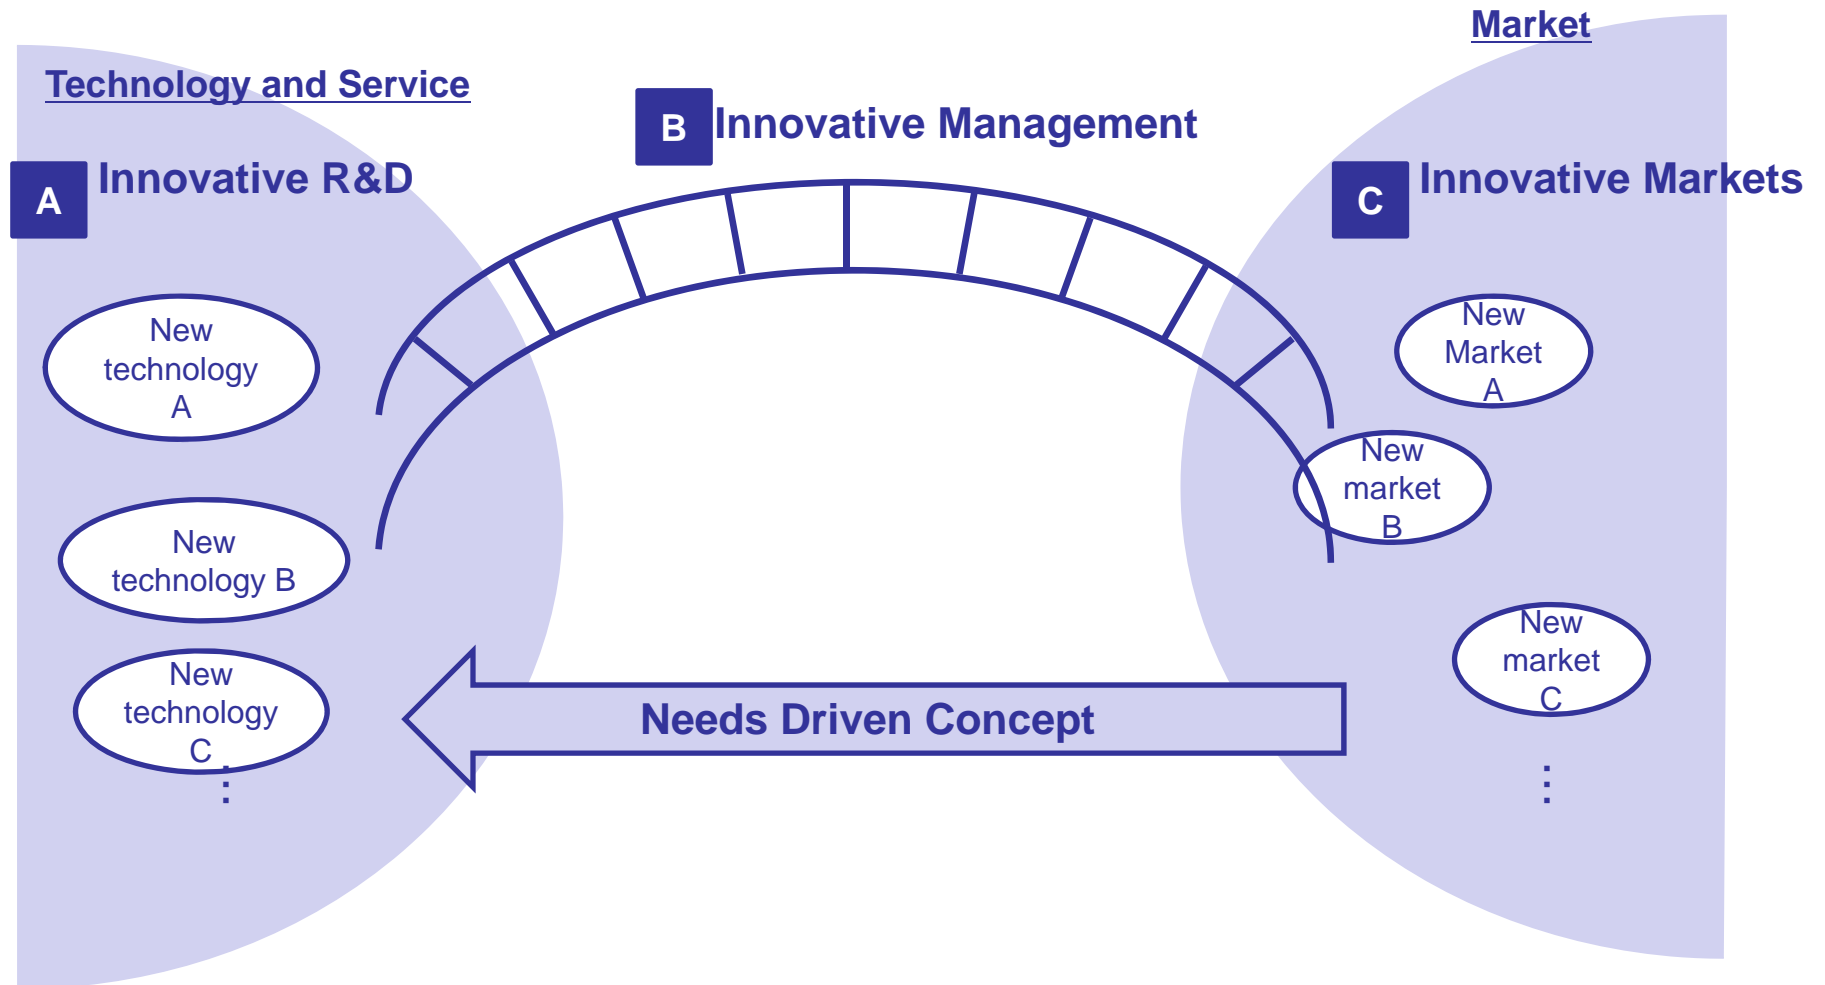 Technology and Service
A
Innovative R&D
New
technology
A
New
technology B
New
technology
C
⋮
B
Innovative Management
Needs Driven Concept
Market
C
Innovative Markets
New
Market
A
New
market
B
New
market
C
⋮